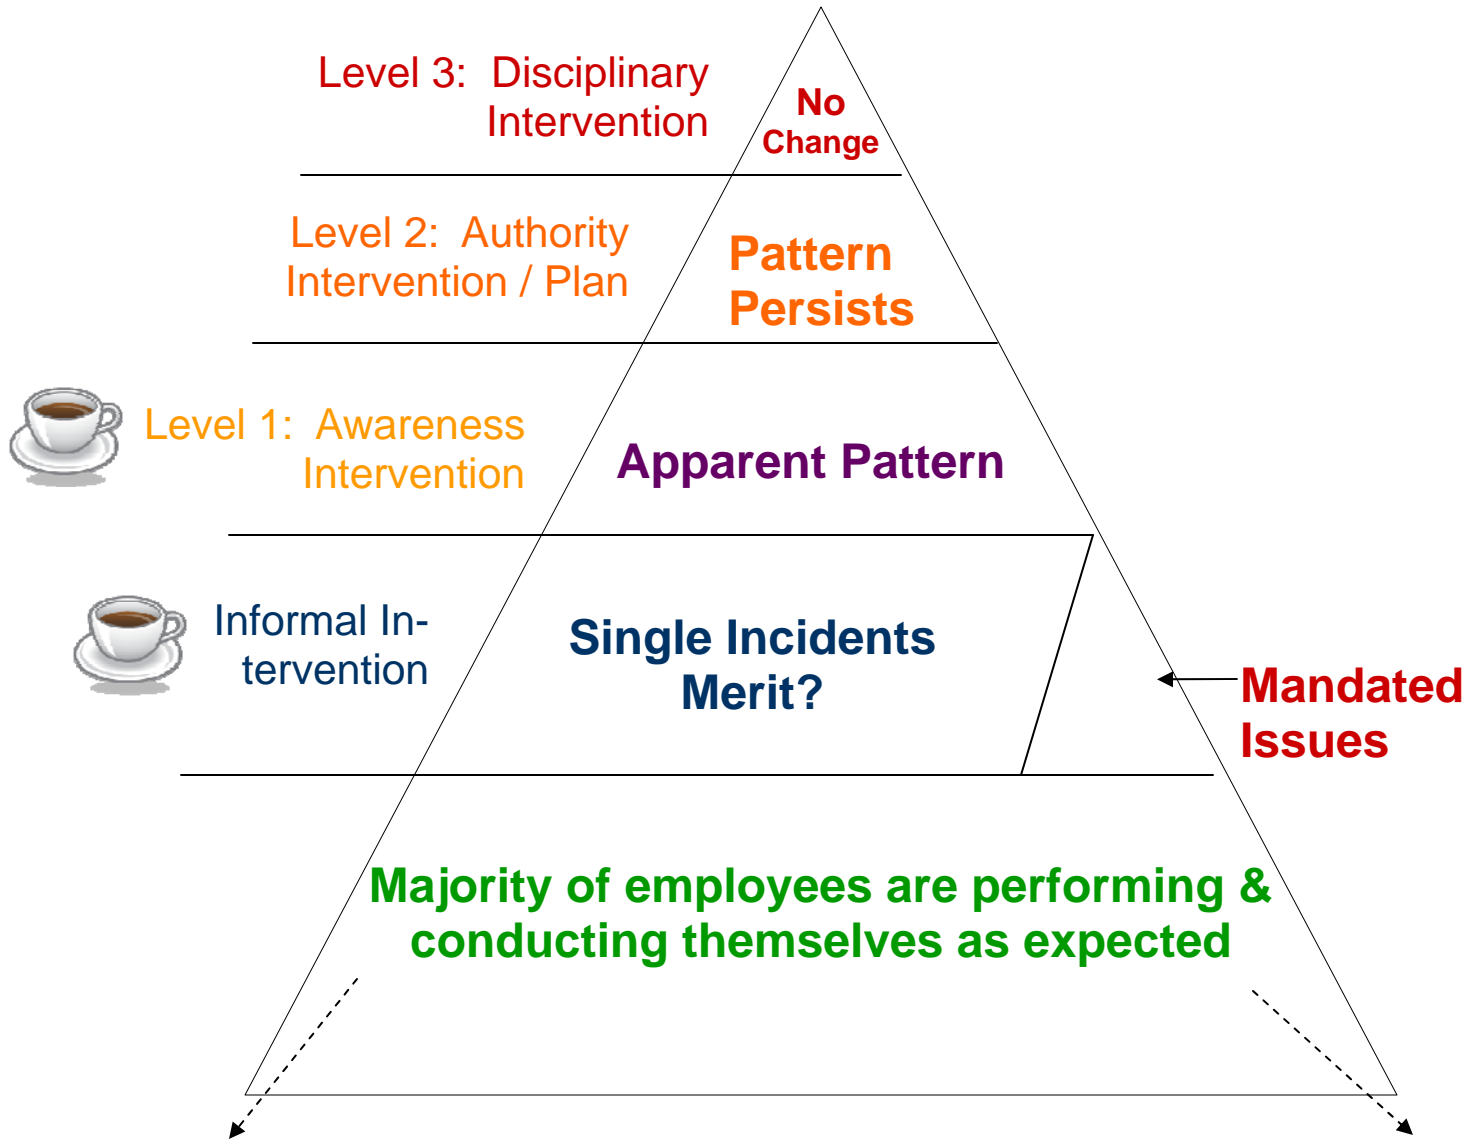 Level 3:  Disciplinary
Intervention
No
Change
Level 2:  Authority
Intervention / Plan
Pattern
Persists
Level 1:  Awareness
Intervention
Apparent Pattern
Informal In-
tervention
Single Incidents
Merit?
Mandated
Issues
Majority of employees are performing &
conducting themselves as expected